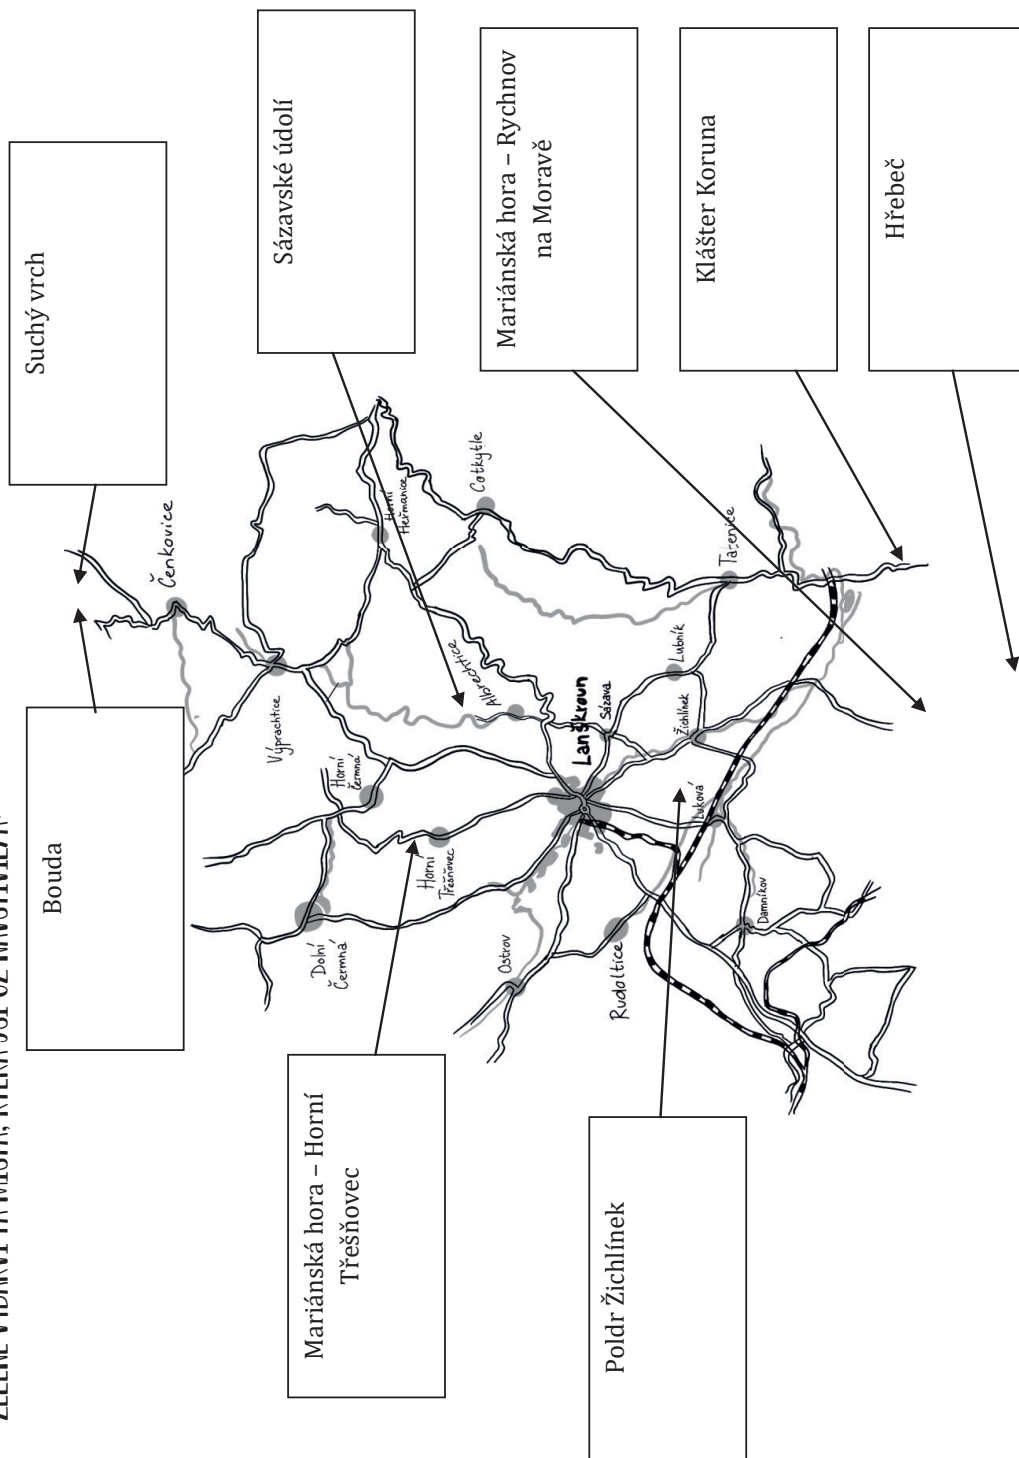 Suchý vrch
Bouda
Sázavské údolí
Mariánská hora – Horní
Třešňovec
Mariánská hora – Rychnov
na Moravě
Poldr Žichlínek
Klášter Koruna
Hřebeč
Čenkovice
Výprachtice
Horní
Heřmanice
Cotkytle
Dolní
Čermná
Horní
Čermná
Horní
Třešňovec
Albrechtice
Ostrov
Lanškroun
Sázava
Rudoltice
Lubník
Žichlínek
Tatenice
Luková
Damníkov